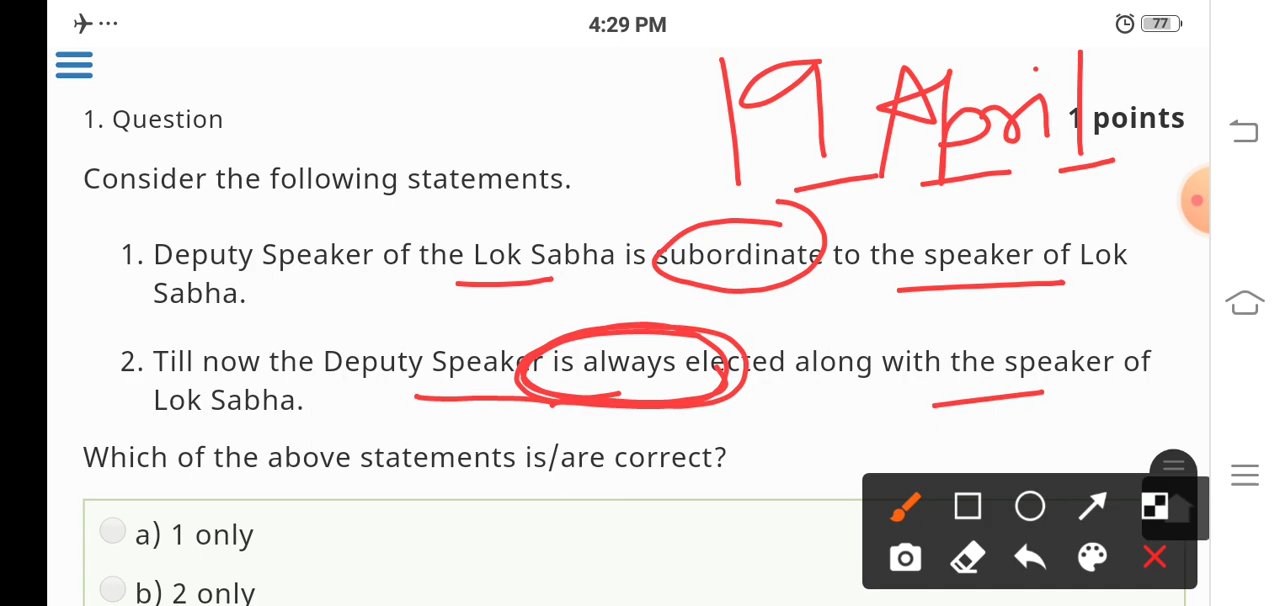 4:29 PM
77
19 April
1. Question
1 points
Consider the following statements.
1. Deputy Speaker of the Lok Sabha is subordinate to the speaker of Lok
Sabha.
2. Till now the Deputy Speaker is always elected along with the speaker of
Lok Sabha.
Which of the above statements is/are correct?
a) 1 only
b) 2 only